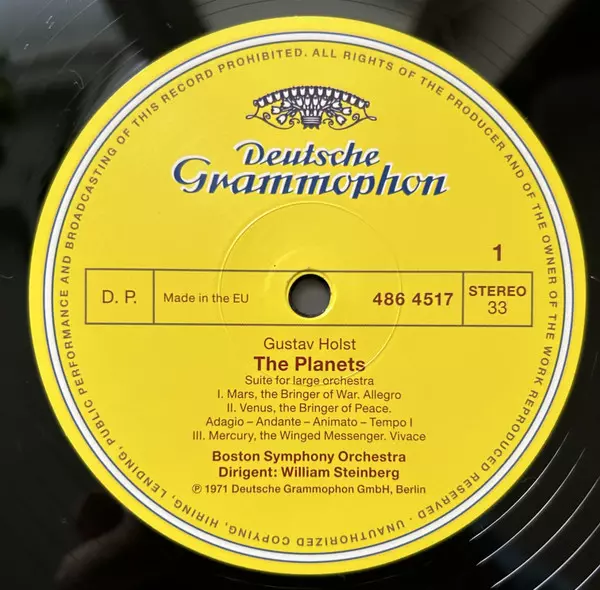 UNAUTHORIZED COPYING, HIRING, LENDING, PUBLIC PERFORMANCE AND BROADCASTING OF THIS RECORD PROHIBITED. ALL RIGHTS OF THE PRODUCER AND OF THE OWNER OF THE WORK REPRODUCED RESERVED ·
Deutsche
Grammophon
1
D. P. Made in the EU 486 4517 STEREO
33
Gustav Holst
The Planets
Suite for large orchestra
I. Mars, the Bringer of War. Allegro
II. Venus, the Bringer of Peace.
Adagio – Andante – Animato – Tempo I
III. Mercury, the Winged Messenger. Vivace
Boston Symphony Orchestra
Dirigent: William Steinberg
℗ 1971 Deutsche Grammophon GmbH, Berlin